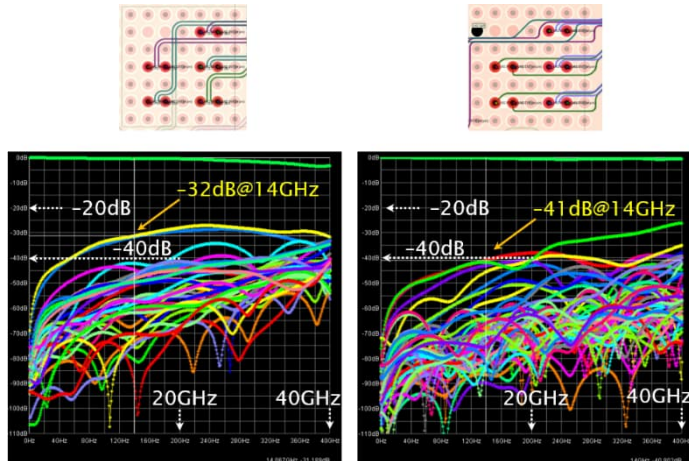 -32dB@14GHz
-20dB
-40dB
20GHz
40GHz
0dB
-10dB
-20dB
-30dB
-40dB
-50dB
-60dB
-70dB
-80dB
-90dB
-100dB
-110dB
0Hz
4GHz
8GHz
12GHz
16GHz
20GHz
24GHz
28GHz
32GHz
36GHz
40GHz
-41dB@14GHz
-20dB
-40dB
20GHz
40GHz
0dB
-10dB
-20dB
-30dB
-40dB
-50dB
-60dB
-70dB
-80dB
-90dB
-100dB
-110dB
0Hz
4GHz
8GHz
12GHz
16GHz
20GHz
24GHz
28GHz
32GHz
36GHz
40GHz